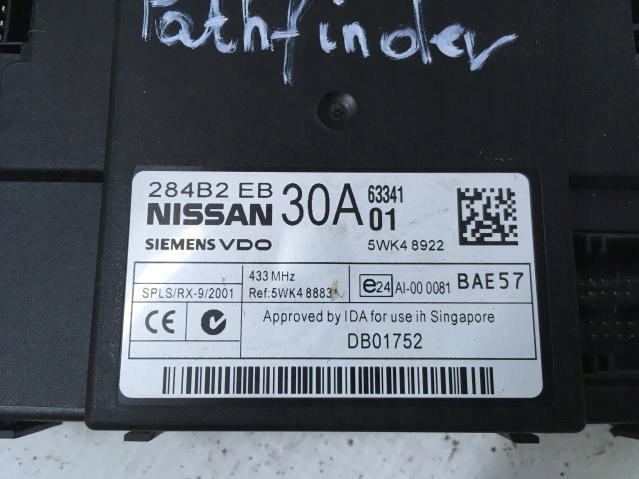 Pathfinder
284B2 EB 30A 63341
NISSAN 01
SIEMENS VDO 5WK4 8922
433 MHz
SPLS/RX-9/2001 Ref:5WK4 8883 e24 AI-00 0081 BAE57
CE Approved by IDA for use in Singapore
DB01752